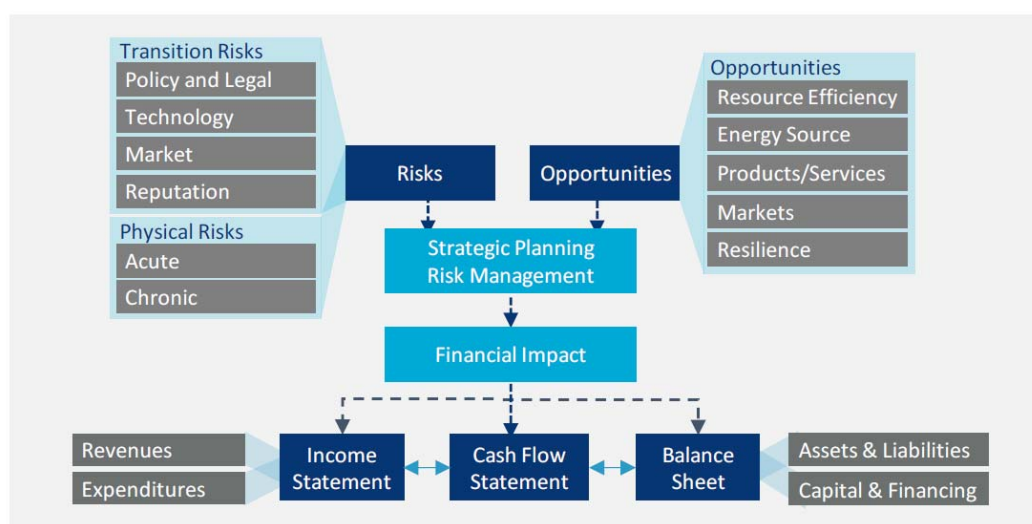 Transition Risks
Policy and Legal
Technology
Market
Reputation
Physical Risks
Acute
Chronic
Risks
Opportunities
Opportunities
Resource Efficiency
Energy Source
Products/Services
Markets
Resilience
Strategic Planning
Risk Management
Financial Impact
Revenues
Expenditures
Income
Statement
Cash Flow
Statement
Balance
Sheet
Assets & Liabilities
Capital & Financing